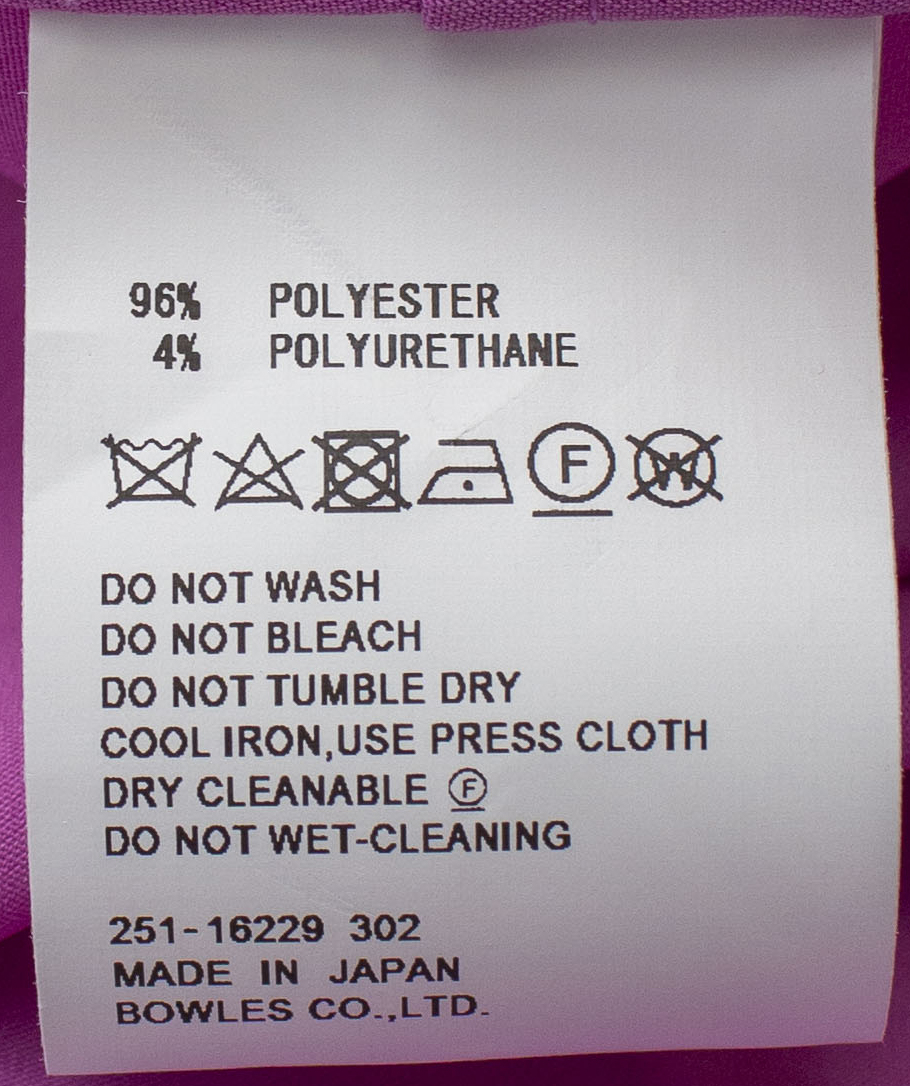 96% POLYESTER
4% POLYURETHANE
F W
DO NOT WASH
DO NOT BLEACH
DO NOT TUMBLE DRY
COOL IRON,USE PRESS CLOTH
DRY CLEANABLE Ⓕ
DO NOT WET-CLEANING
251-16229 302
MADE IN JAPAN
BOWLES CO.,LTD.